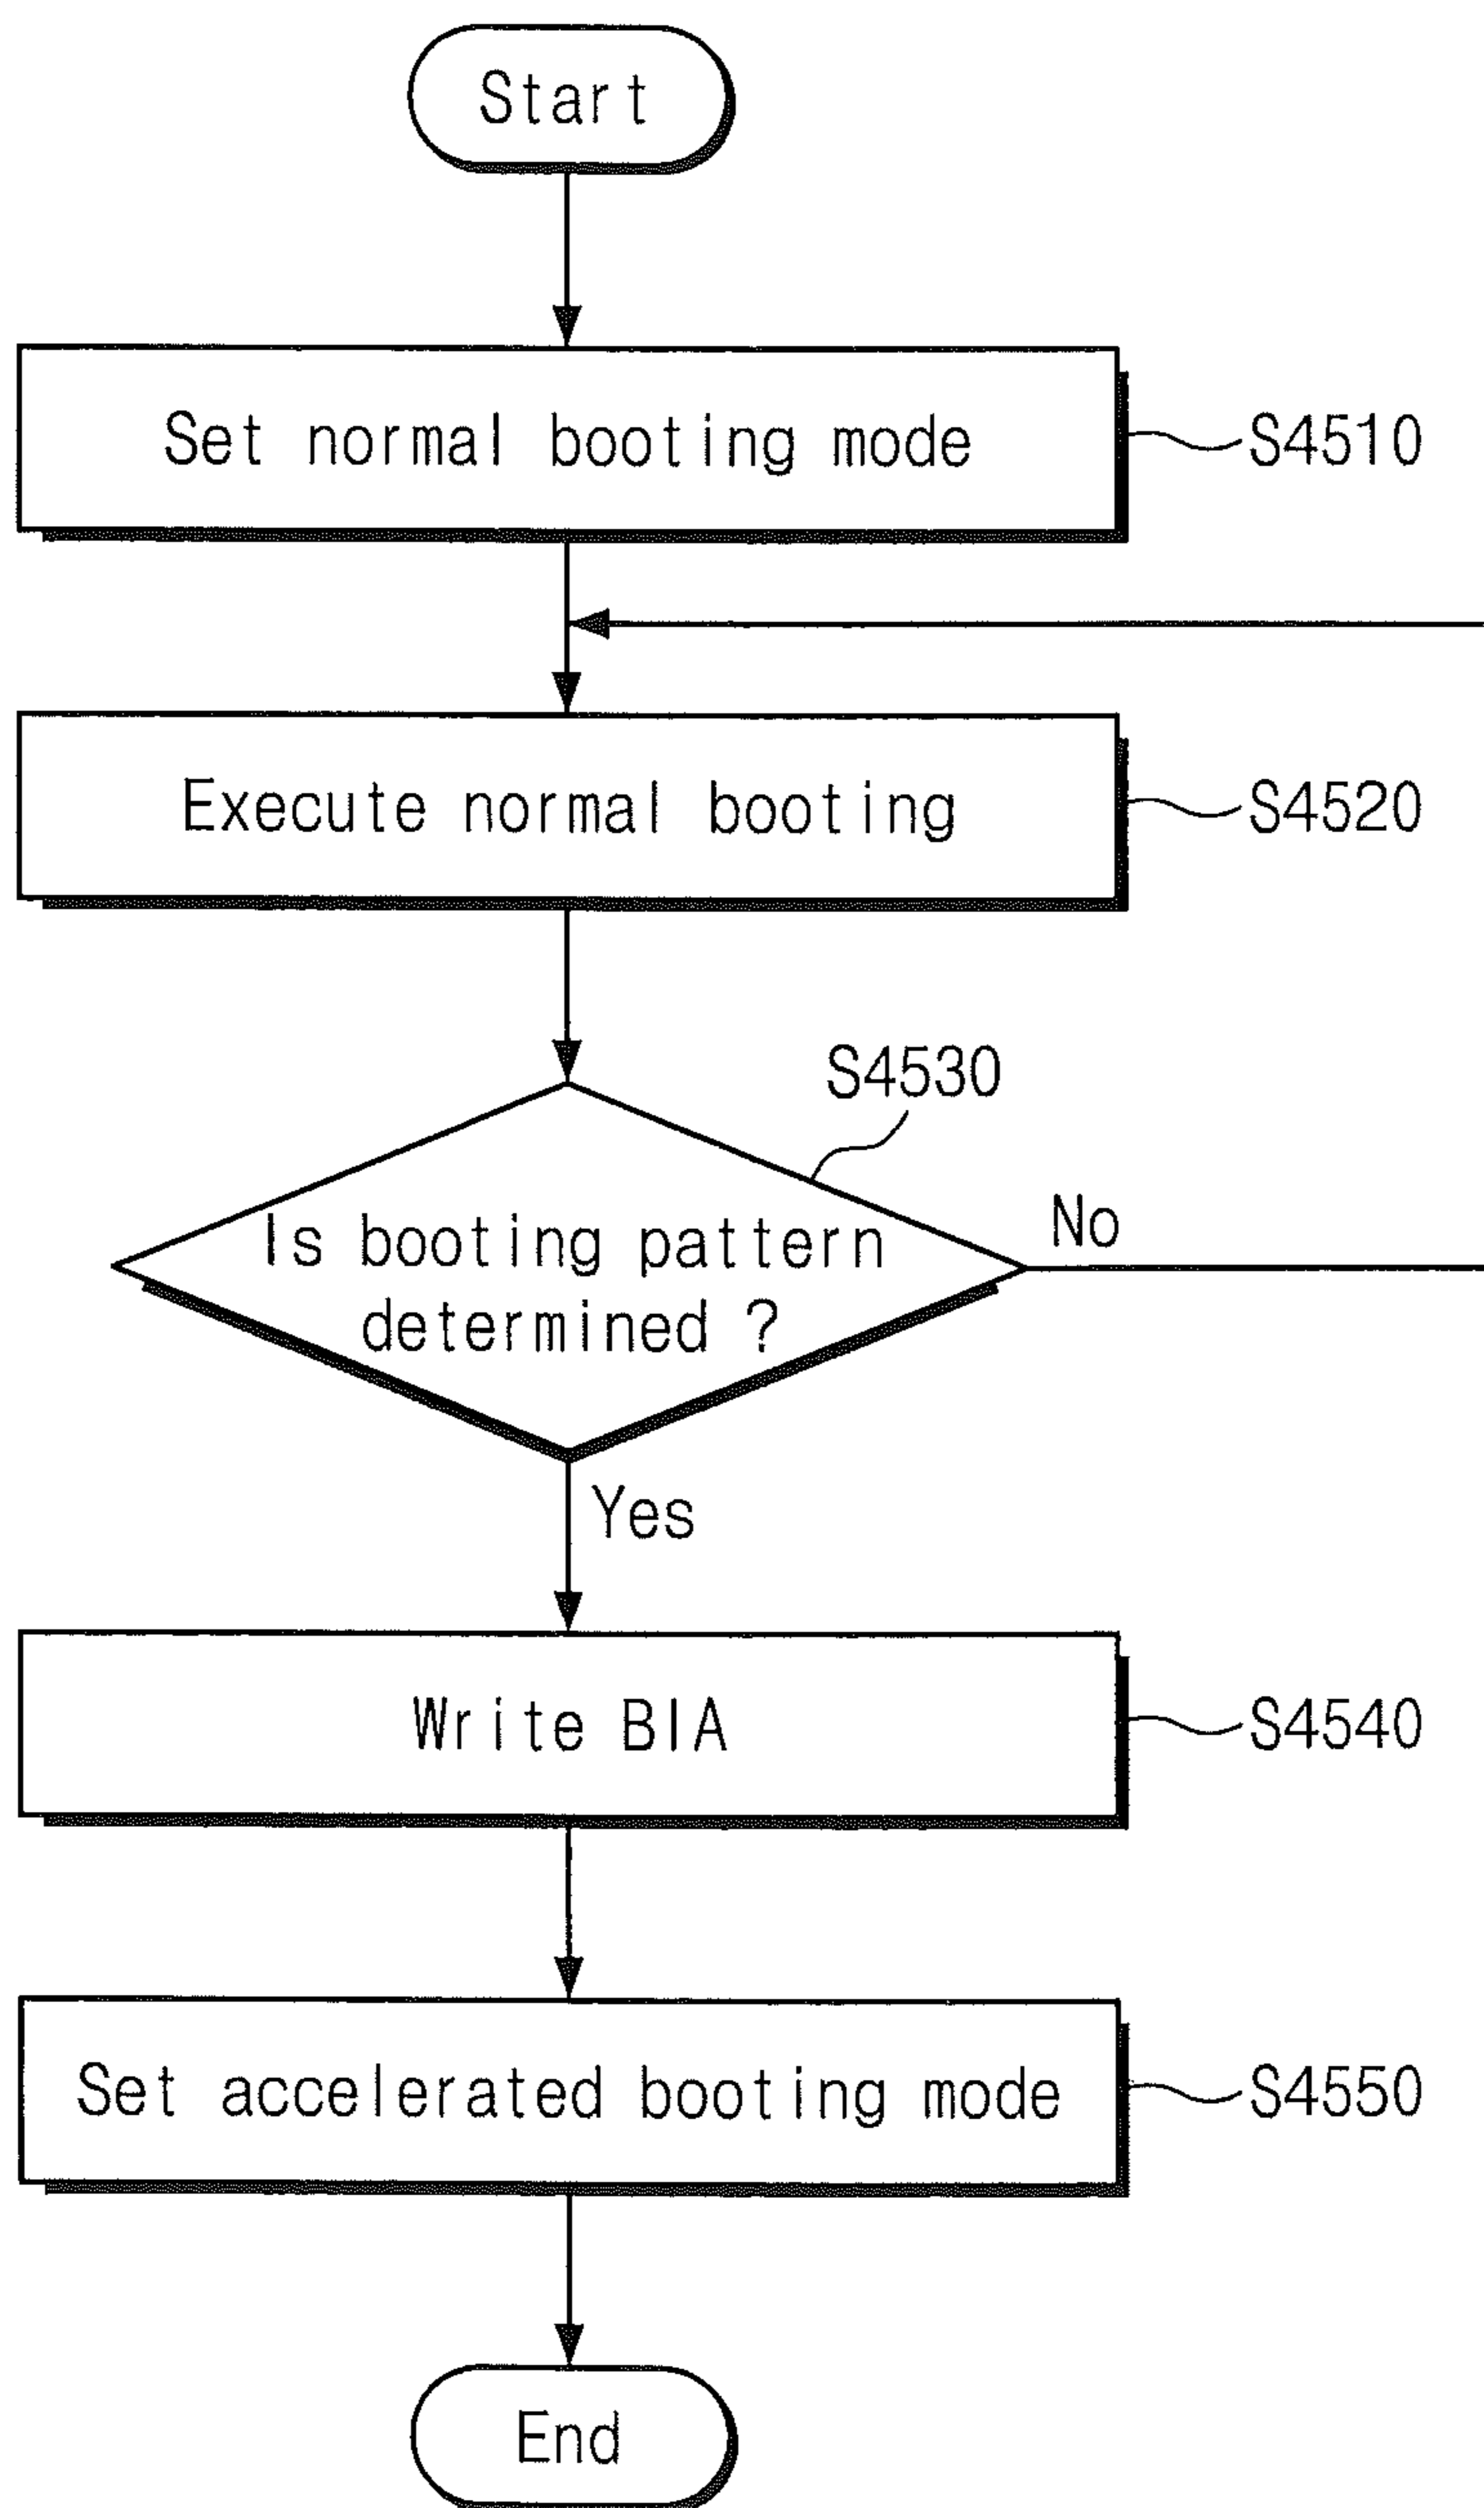 Start
Set normal booting mode
S4510
Execute normal booting
S4520
S4530
Is booting pattern
determined ?
No
Yes
Write BIA
S4540
Set accelerated booting mode
S4550
End